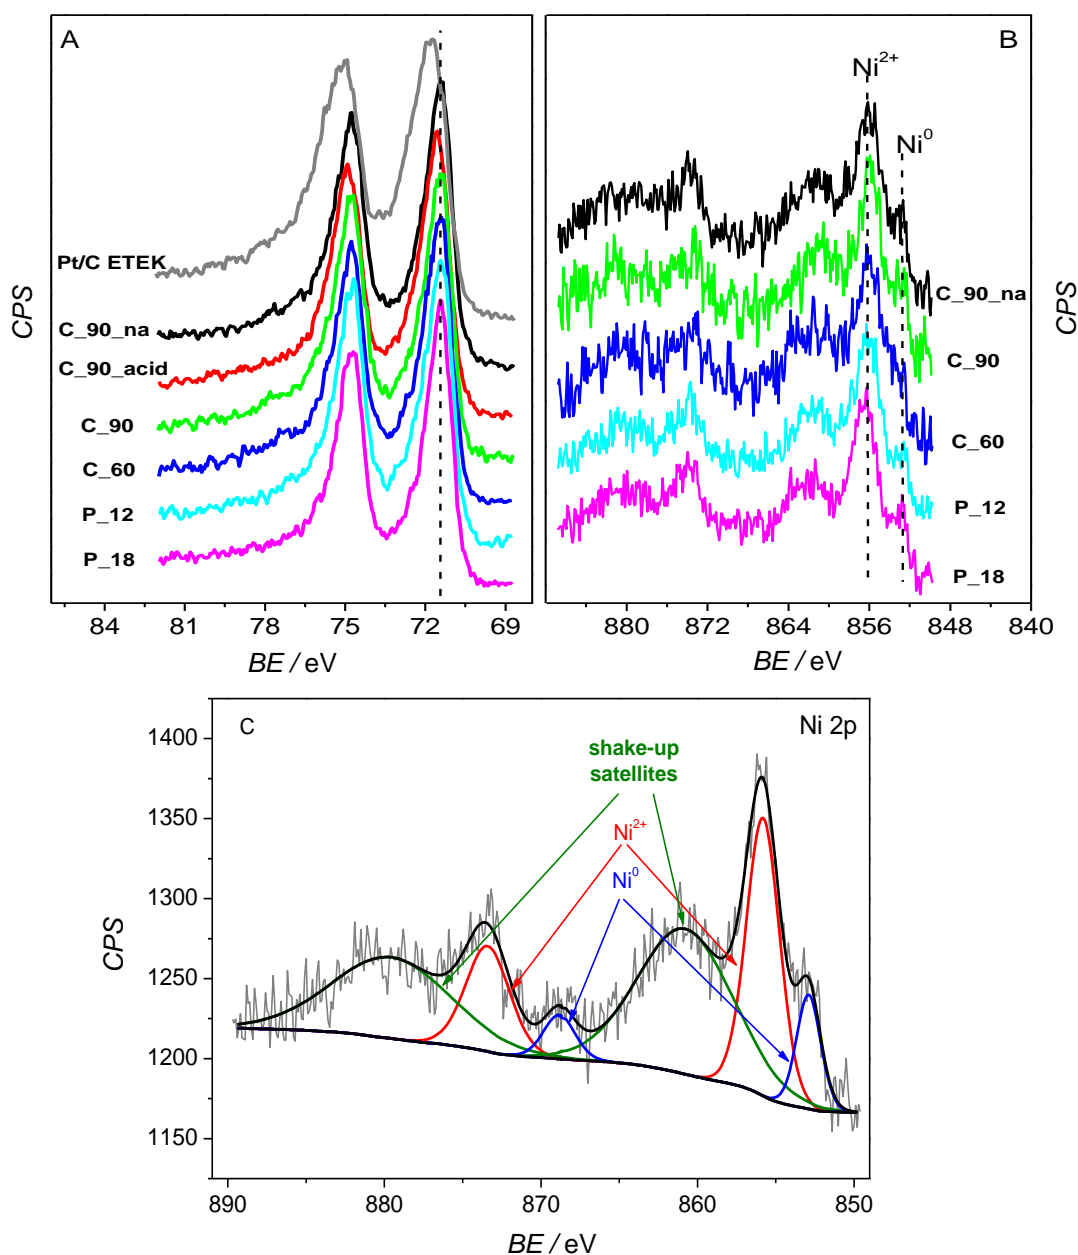 A
CPS
Pt/C ETEK
C_90_na
C_90_acid
C_90
C_60
P_12
P_18
84 81 78 75 72 69
BE / eV
B
Ni2+
Ni0
C_90_na
C_90
C_60
P_12
P_18
CPS
880 872 864 856 848 840
BE / eV
C
Ni 2p
shake-up
satellites
Ni2+
Ni0
1400
1350
1300
1250
1200
1150
CPS
890 880 870 860 850
BE / eV